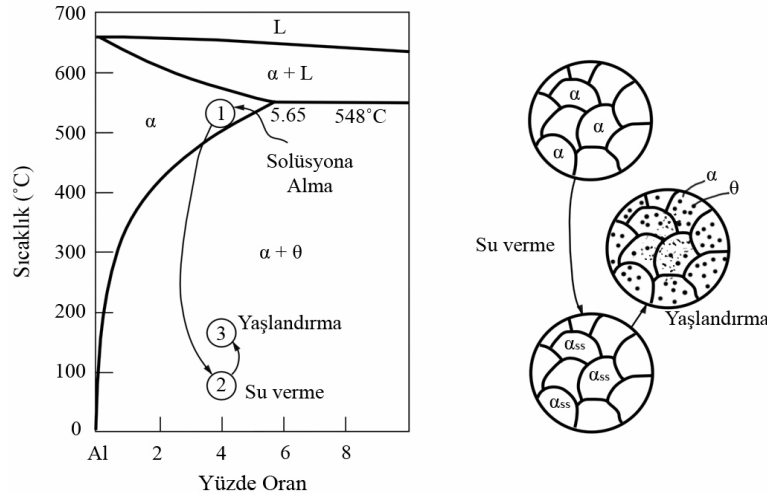 700
600
500
400
300
200
100
0
Sıcaklık (˚C)
L
α + L
α
1
5.65
548˚C
Solüsyona
Alma
α + θ
3
Yaşlandırma
2
Su verme
Al
2
4
6
8
Yüzde Oran
α
α
α
Su verme
α
θ
Yaşlandırma
αss
αss
αss